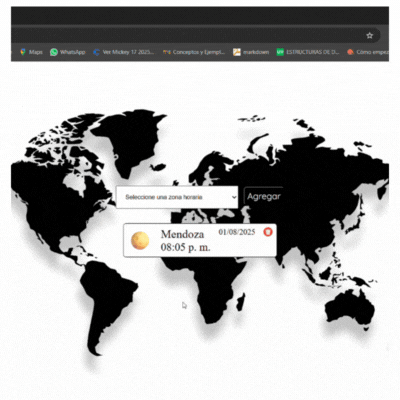 Maps WhatsApp Ver Mickey 17 2025... Conceptos y Ejempl... markdown ESTRUCTURAS DE D... Cómo empez
Seleccione una zona horaria Agregar
Mendoza 01/08/2025
08:05 p. m.